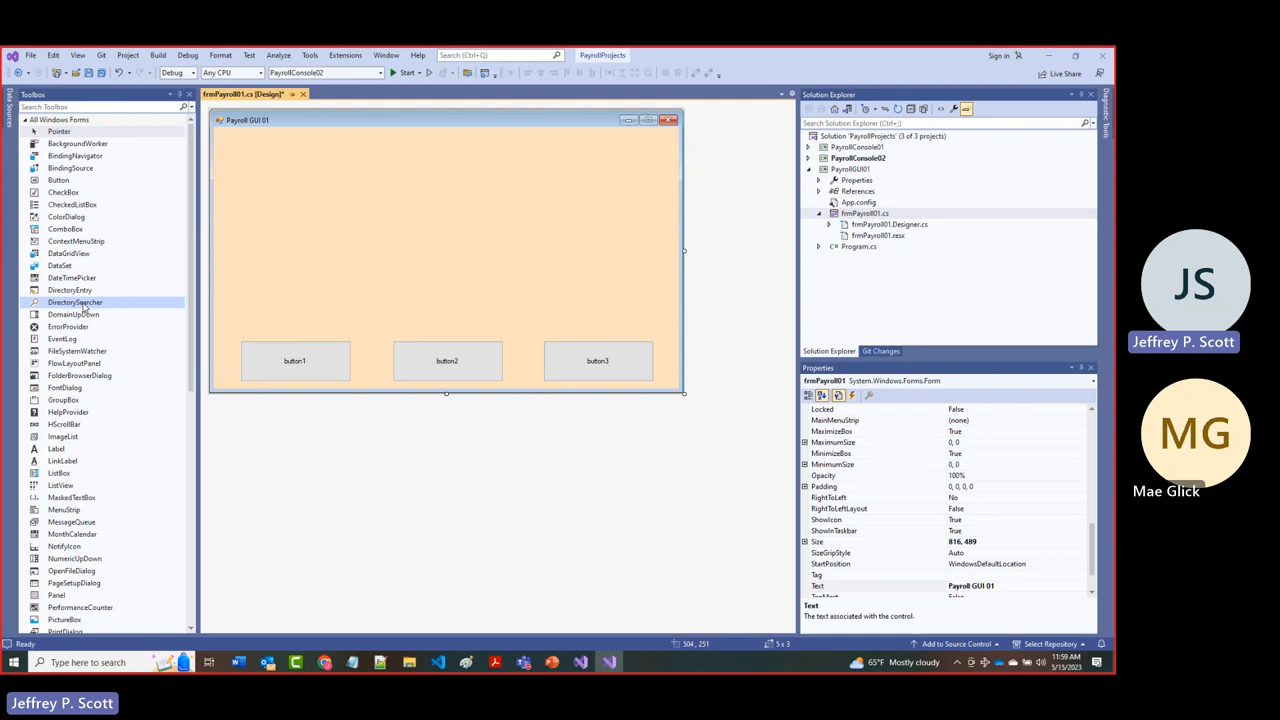 File Edit View Git Project Build Debug Format Test Analyze Tools Extensions Window Help Search (Ctrl+Q) PayrollProjects Sign in
Debug Any CPU PayrollConsole02 Start Live Share
Data Sources
Toolbox
Search Toolbox
All Windows Forms
Pointer
BackgroundWorker
BindingNavigator
BindingSource
Button
CheckBox
CheckedListBox
ColorDialog
ComboBox
ContextMenuStrip
DataGridView
DataSet
DateTimePicker
DirectoryEntry
DirectorySearcher
DomainUpDown
ErrorProvider
EventLog
FileSystemWatcher
FlowLayoutPanel
FolderBrowserDialog
FontDialog
GroupBox
HelpProvider
HScrollBar
ImageList
Label
LinkLabel
ListBox
ListView
MaskedTextBox
MenuStrip
MessageQueue
MonthCalendar
NotifyIcon
NumericUpDown
OpenFileDialog
PageSetupDialog
Panel
PerformanceCounter
PictureBox
PrintDialog
frmPayroll01.cs [Design]*
Payroll GUI 01
button1 button2 button3
Solution Explorer
Search Solution Explorer (Ctrl+;)
Solution 'PayrollProjects' (3 of 3 projects)
PayrollConsole01
PayrollConsole02
PayrollGUI01
Properties
References
App.config
frmPayroll01.cs
frmPayroll01.Designer.cs
frmPayroll01.resx
Program.cs
Solution Explorer Git Changes
Properties
frmPayroll01 System.Windows.Forms.Form
Locked False
MainMenuStrip (none)
MaximizeBox True
MaximumSize 0, 0
MinimizeBox True
MinimumSize 0, 0
Opacity 100%
Padding 0, 0, 0, 0
RightToLeft No
RightToLeftLayout False
ShowIcon True
ShowInTaskbar True
Size 816, 489
SizeGripStyle Auto
StartPosition WindowsDefaultLocation
Tag
Text Payroll GUI 01
TopMost False
Text
The text associated with the control.
Diagnostic Tools
Ready 504 , 251 5 x 3 Add to Source Control Select Repository
Type here to search 65°F Mostly cloudy 11:59 AM
5/15/2023
JS
Jeffrey P. Scott
MG
Mae Glick
Jeffrey P. Scott